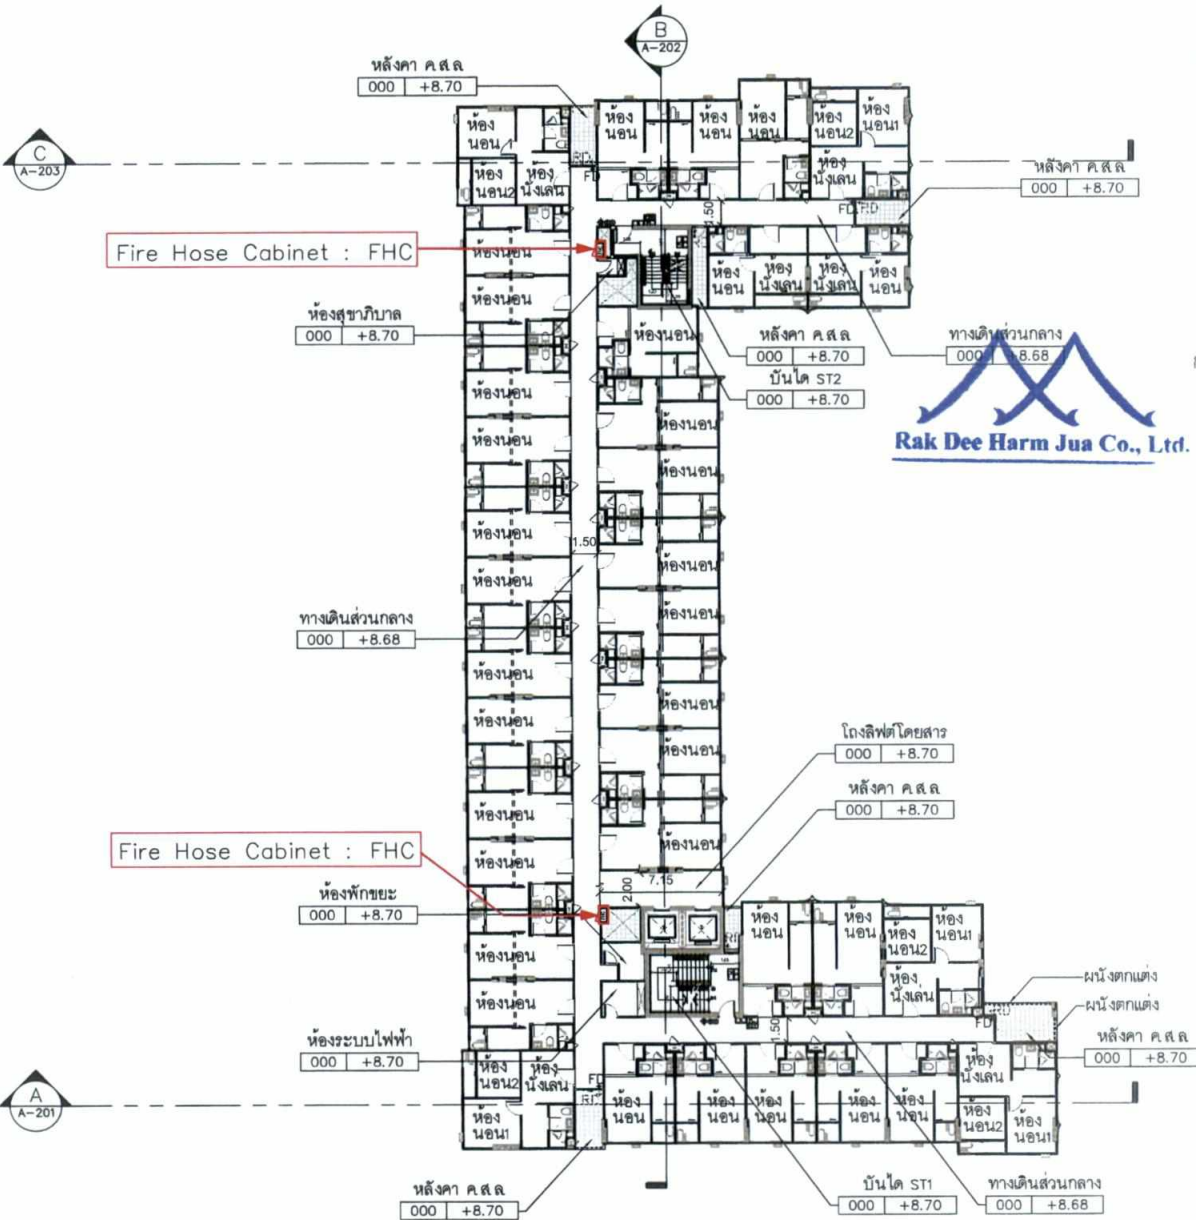 B
A-202
หลังคา ค.ส.ล
000 +8.70
ห้อง
นอน
ห้อง
นอน
ห้อง
นอน
ห้อง
นอน2
ห้อง
นอน1
ห้อง
นอน1
ห้อง
นอน2
ห้อง
นั่งเล่น
ห้อง
นั่งเล่น
C
A-203
RD
FD
หลังคา ค.ส.ล
000 +8.70
1.50
Fire Hose Cabinet : FHC
ห้องนอน
ห้องนอน
ห้อง
นอน
ห้อง
นั่งเล่น
ห้อง
นั่งเล่น
ห้อง
นอน
ห้องสุขาภิบาล
000 +8.70
ห้องนอน
หลังคา ค.ส.ล
000 +8.70
ทางเดินส่วนกลาง
000 +8.68
บันได ST2
000 +8.70
ห้องนอน
ห้องนอน
ห้องนอน
ห้องนอน
Rak Dee Harm Jua Co., Ltd.
ห้องนอน
1.50
ห้องนอน
ห้องนอน
ห้องนอน
ทางเดินส่วนกลาง
000 +8.68
ห้องนอน
ห้องนอน
ห้องนอน
ห้องนอน
โถงลิฟต์โดยสาร
000 +8.70
หลังคา ค.ส.ล
000 +8.70
ห้องนอน
ห้องนอน
Fire Hose Cabinet : FHC
ห้องนอน
7.15
2.00
ห้องพักขยะ
000 +8.70
ห้อง
นอน
ห้อง
นอน
ห้อง
นอน2
ห้อง
นอน1
ห้องนอน
ห้องนอน
ห้อง
นั่งเล่น
ผนังตกแต่ง
ผนังตกแต่ง
1.50
RD
FD
ห้องระบบไฟฟ้า
000 +8.70
หลังคา ค.ส.ล
000 +8.70
ห้อง
นอน2
ห้อง
นั่งเล่น
ห้อง
นั่งเล่น
A
A-201
ห้อง
นอน1
ห้อง
นอน
ห้อง
นอน
ห้อง
นอน
ห้อง
นอน
ห้อง
นอน
ห้อง
นอน2
ห้อง
นอน1
หลังคา ค.ส.ล
000 +8.70
บันได ST1
000 +8.70
ทางเดินส่วนกลาง
000 +8.68